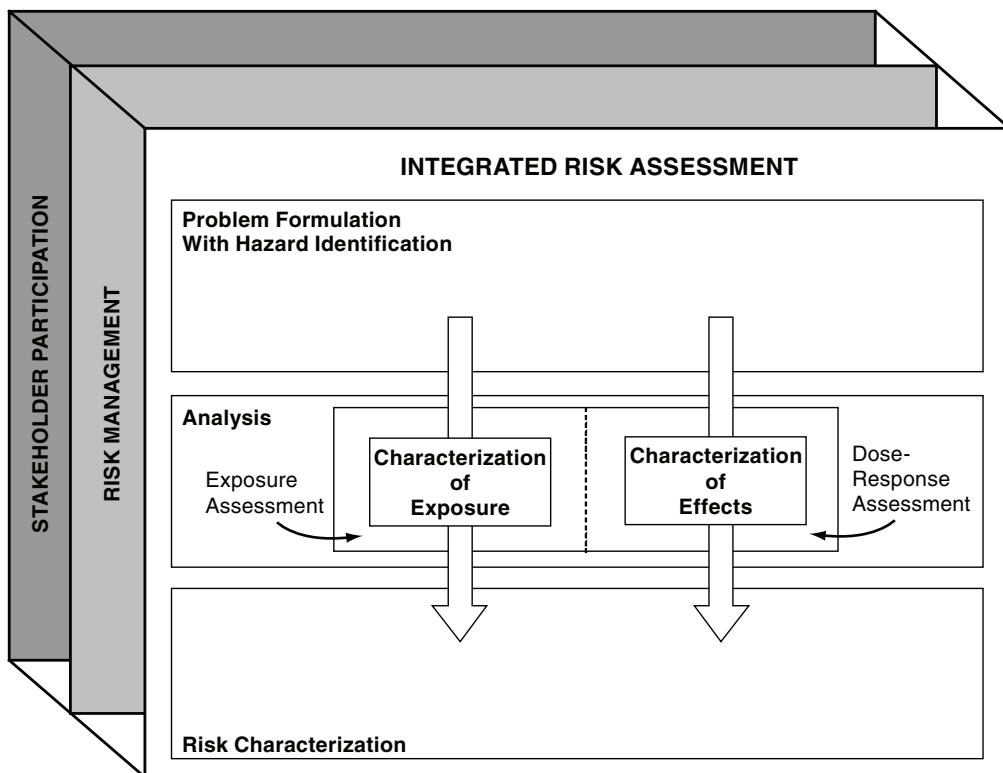 INTEGRATED RISK ASSESSMENT
STAKEHOLDER PARTICIPATION
RISK MANAGEMENT
Problem Formulation
With Hazard Identification
Analysis
Exposure
Assessment
Characterization
of
Exposure
Characterization
of
Effects
Dose-
Response
Assessment
Risk Characterization